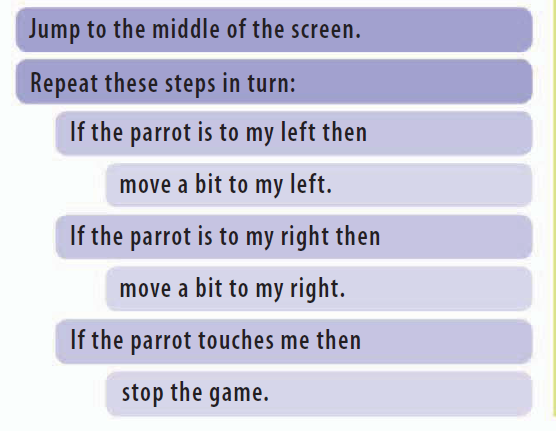 Jump to the middle of the screen.
Repeat these steps in turn:
If the parrot is to my left then
move a bit to my left.
If the parrot is to my right then
move a bit to my right.
If the parrot touches me then
stop the game.